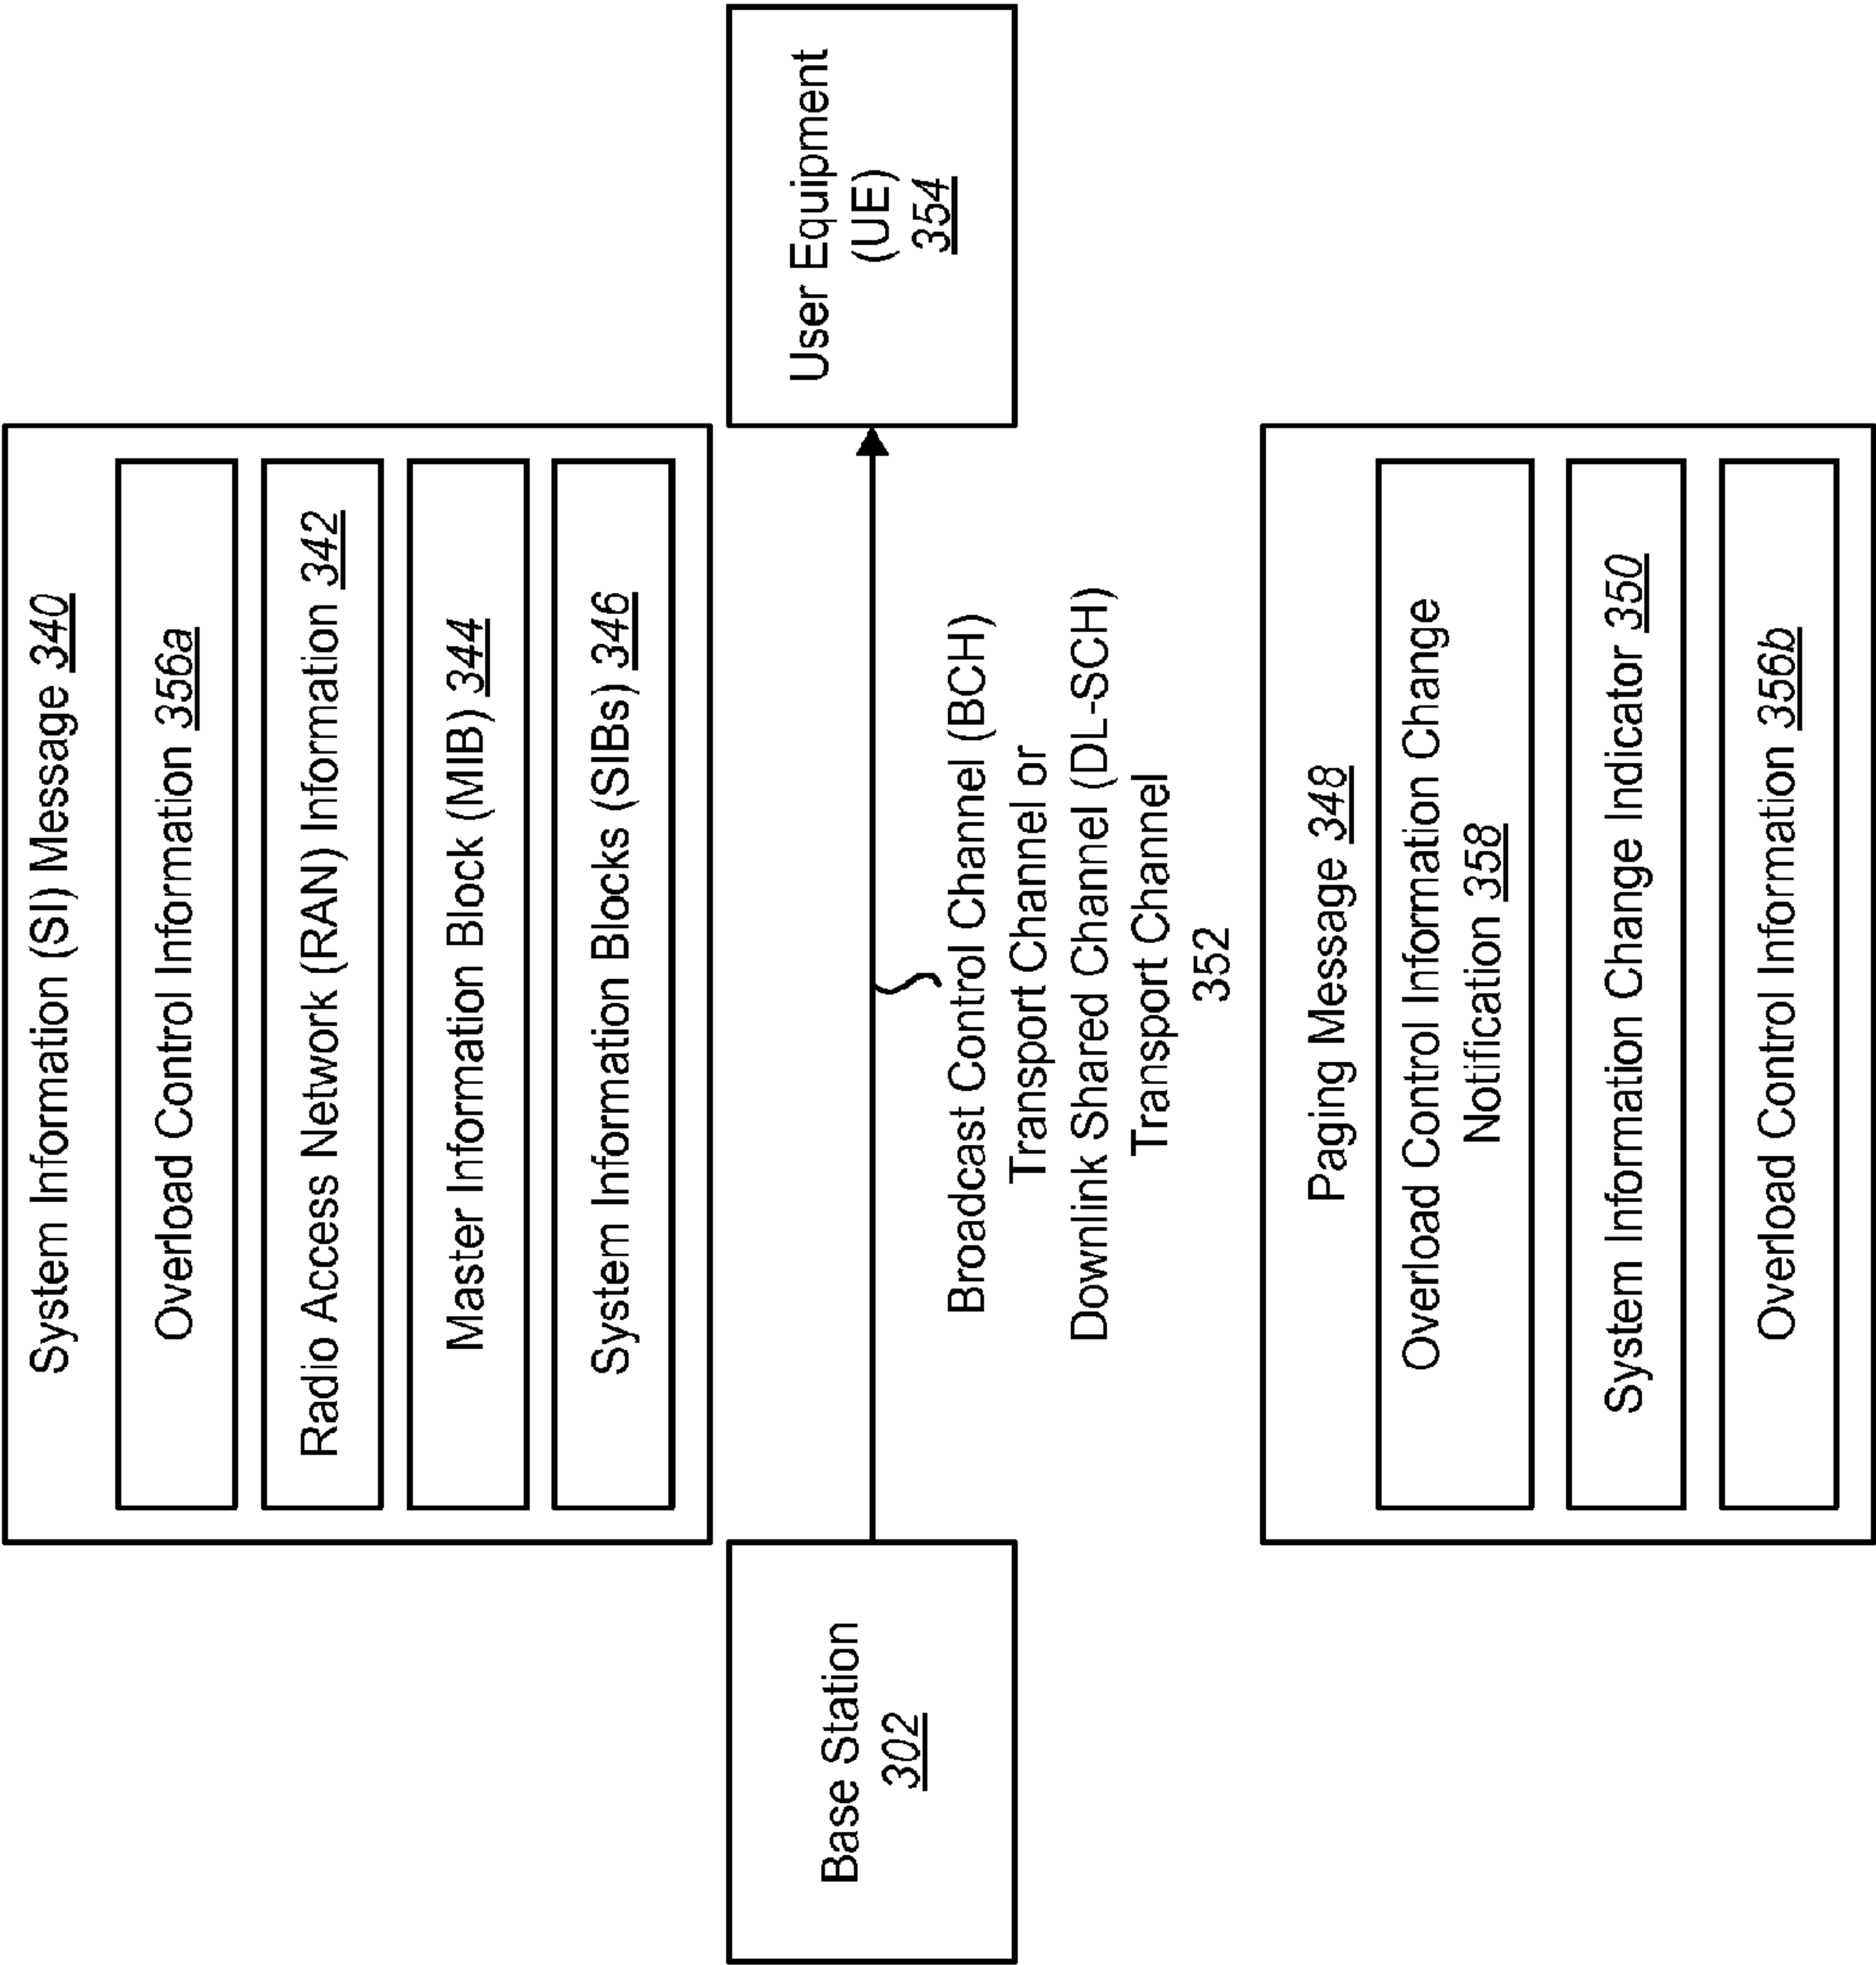 System Information (SI) Message 340
Overload Control Information 356a
Radio Access Network (RAN) Information 342
Master Information Block (MIB) 344
System Information Blocks (SIBs) 346
Base Station
302
User Equipment
(UE)
354
Broadcast Control Channel (BCH)
Transport Channel or
Downlink Shared Channel (DL-SCH)
Transport Channel
352
Paging Message 348
Overload Control Information Change
Notification 358
System Information Change Indicator 350
Overload Control Information 356b